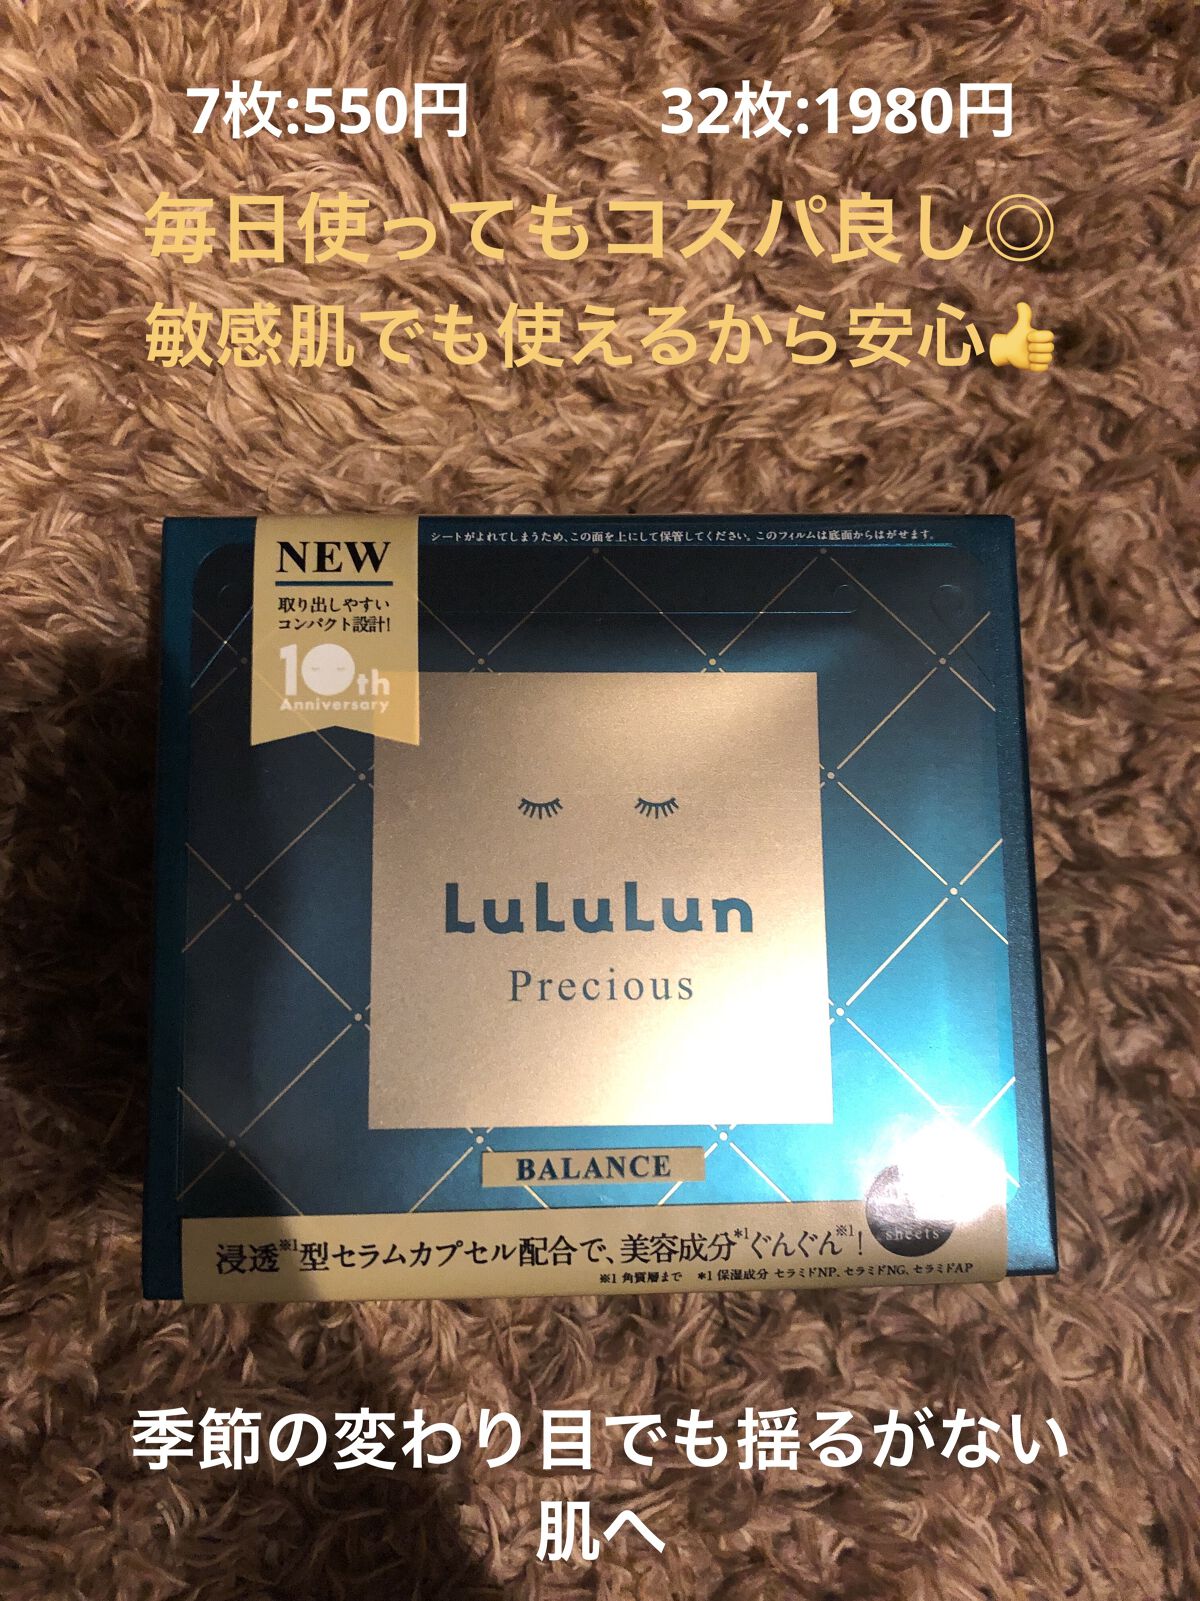 7枚:550円
32枚:1980円
毎日使ってもコスパ良し◎
敏感肌でも使えるから安心👍
シートがよれてしまうため、この面を上にして保管してください。このフィルムは底面からはがせます。
NEW
取り出しやすい
コンパクト設計!
10th
Anniversary
LuLuLun
Precious
BALANCE
浸透※1型セラムカプセル配合で、美容成分*1ぐんぐん※1!
sheets
※1 角質層まで *1 保湿成分 セラミドNP、セラミドNG、セラミドAP
季節の変わり目でも揺るがない
肌へ